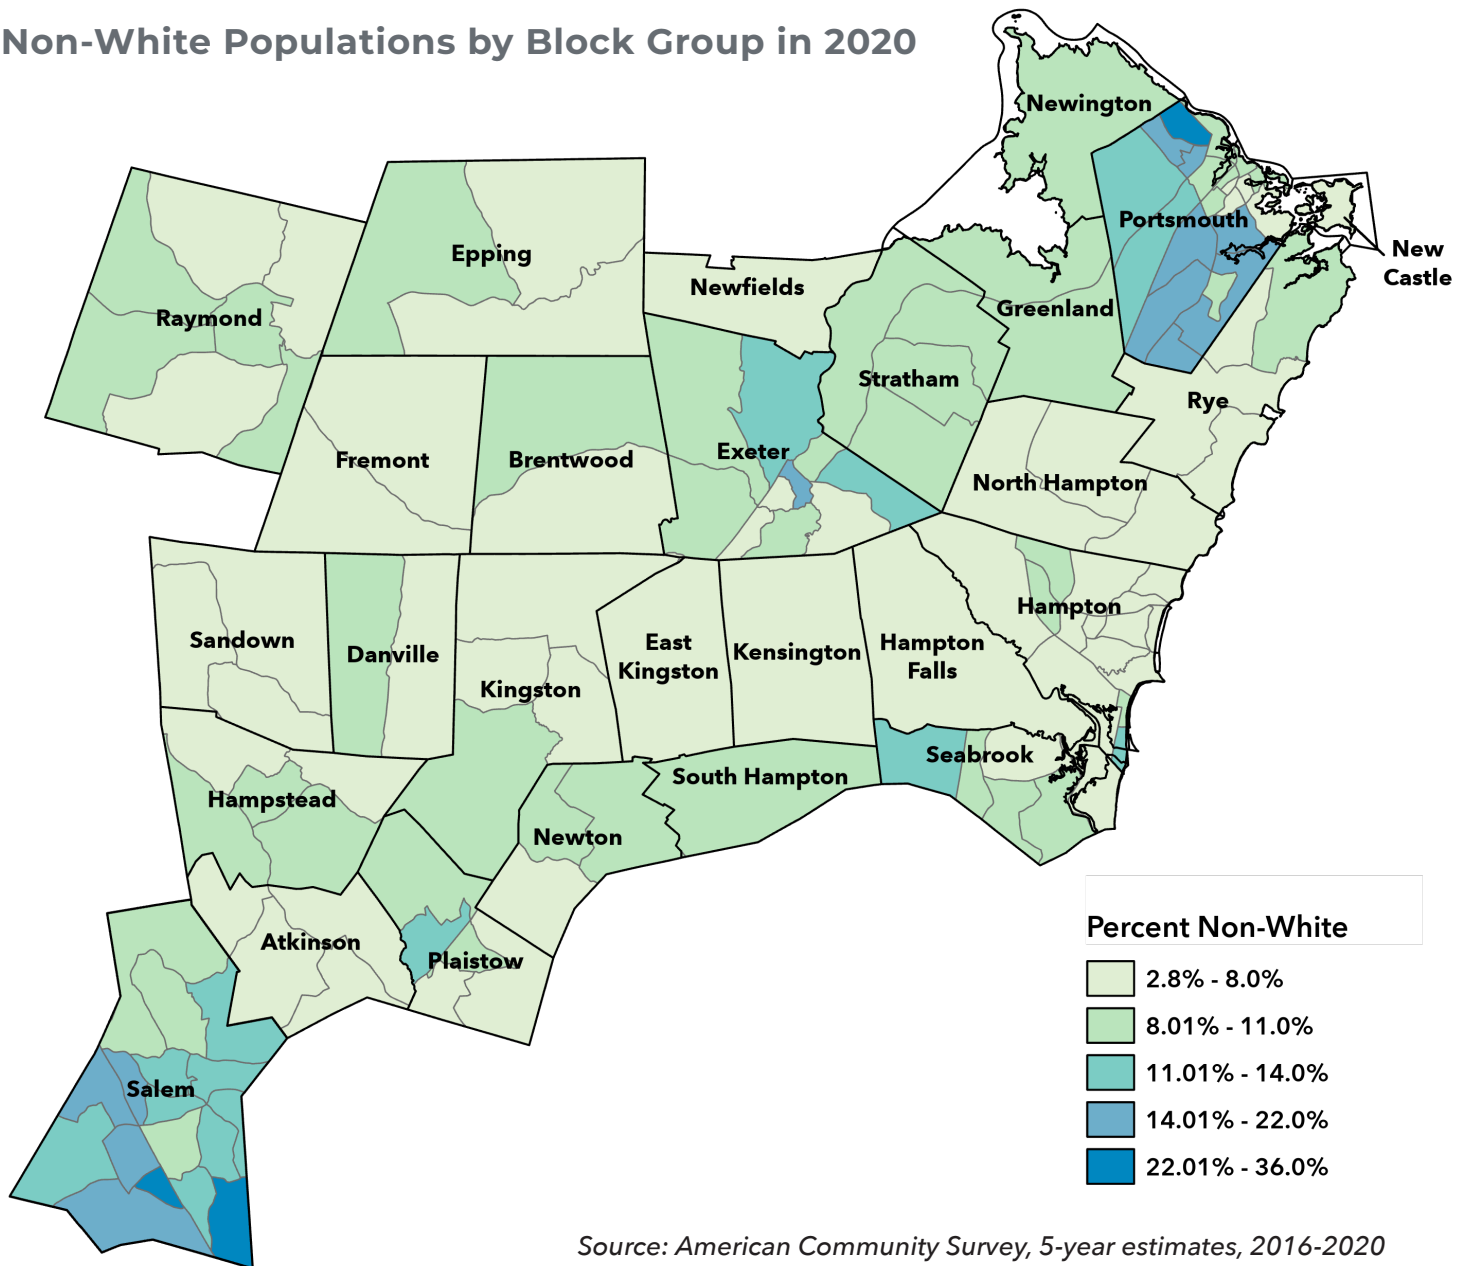 Non-White Populations by Block Group in 2020
Newington
Portsmouth
New
Castle
Epping
Newfields
Greenland
Raymond
Stratham
Rye
Exeter
Fremont
Brentwood
North Hampton
Hampton
Sandown
Danville
East
Kingston
Kensington
Hampton
Falls
Kingston
Seabrook
South Hampton
Hampstead
Newton
Atkinson
Plaistow
Salem
Percent Non-White
2.8% - 8.0%
8.01% - 11.0%
11.01% - 14.0%
14.01% - 22.0%
22.01% - 36.0%
Source: American Community Survey, 5-year estimates, 2016-2020